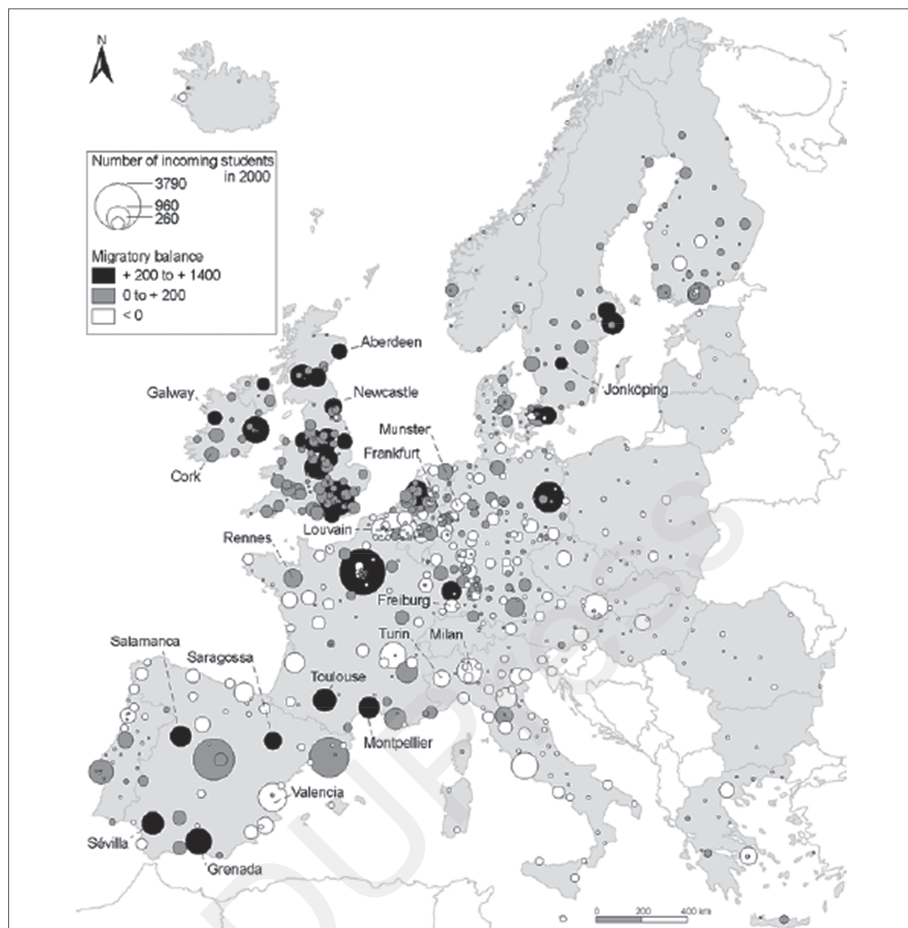 N
Number of incoming students
in 2000
3790
960
260
Migratory balance
+ 200 to + 1400
0 to + 200
< 0
Aberdeen
Galway
Newcastle
Jonköping
Munster
Frankfurt
Cork
Louvain
Rennes
Freiburg
Salamanca
Turin
Milan
Saragossa
Toulouse
Montpellier
Valencia
Sévilla
Grenada
0 200 400 km